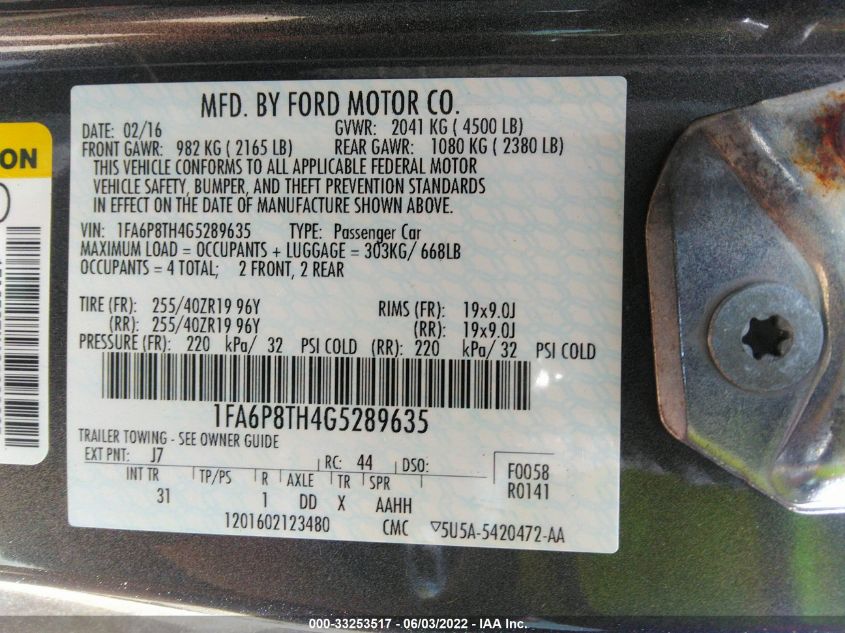 MFD. BY FORD MOTOR CO.
DATE: 02/16 GVWR: 2041 KG ( 4500 LB)
FRONT GAWR: 982 KG ( 2165 LB) REAR GAWR: 1080 KG ( 2380 LB)
THIS VEHICLE CONFORMS TO ALL APPLICABLE FEDERAL MOTOR
VEHICLE SAFETY, BUMPER, AND THEFT PREVENTION STANDARDS
IN EFFECT ON THE DATE OF MANUFACTURE SHOWN ABOVE.
VIN: 1FA6P8TH4G5289635 TYPE: Passenger Car
MAXIMUM LOAD = OCCUPANTS + LUGGAGE = 303KG/ 668LB
OCCUPANTS = 4 TOTAL; 2 FRONT, 2 REAR
TIRE (FR): 255/40ZR19 96Y RIMS (FR): 19x9.0J
(RR): 255/40ZR19 96Y (RR): 19x9.0J
PRESSURE (FR): 220 kPa/ 32 PSI COLD (RR): 220 kPa/ 32 PSI COLD
1FA6P8TH4G5289635
TRAILER TOWING - SEE OWNER GUIDE
EXT PNT: J7 RC: 44 DSO: F0058
INT TR TP/PS R AXLE TR SPR R0141
31 1 DD X AAHH
1201602123480 CMC 5U5A-5420472-AA
ON
000-33253517 - 06/03/2022 - IAA Inc.